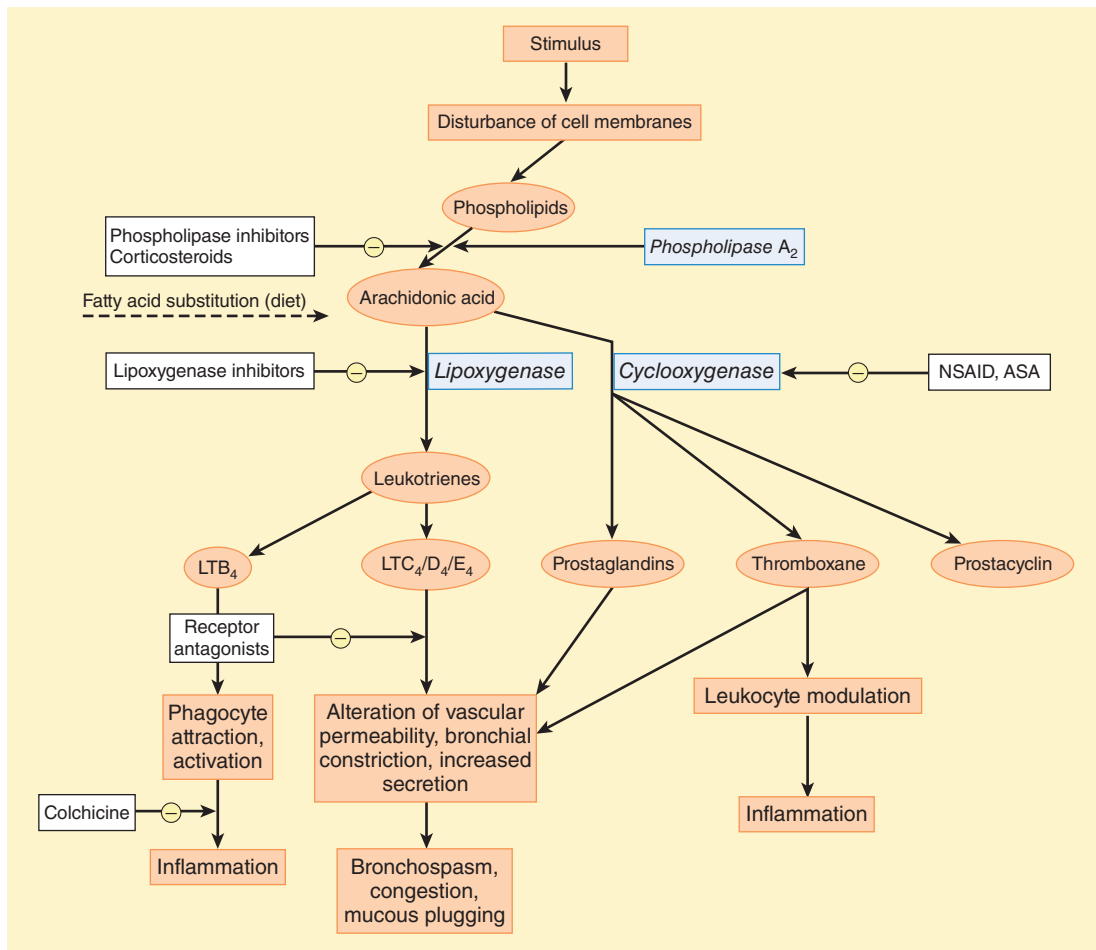 Stimulus
Disturbance of cell membranes
Phospholipids
Phospholipase inhibitors
Corticosteroids
−
Phospholipase A₂
Arachidonic acid
Fatty acid substitution (diet)
Lipoxygenase inhibitors
−
Lipoxygenase
Cyclooxygenase
−
NSAID, ASA
Leukotrienes
LTB₄
LTC₄/D₄/E₄
Prostaglandins
Thromboxane
Prostacyclin
Receptor
antagonists
−
Phagocyte
attraction,
activation
Alteration of vascular
permeability, bronchial
constriction, increased
secretion
Leukocyte modulation
Colchicine
−
Inflammation
Bronchospasm,
congestion,
mucous plugging
Inflammation